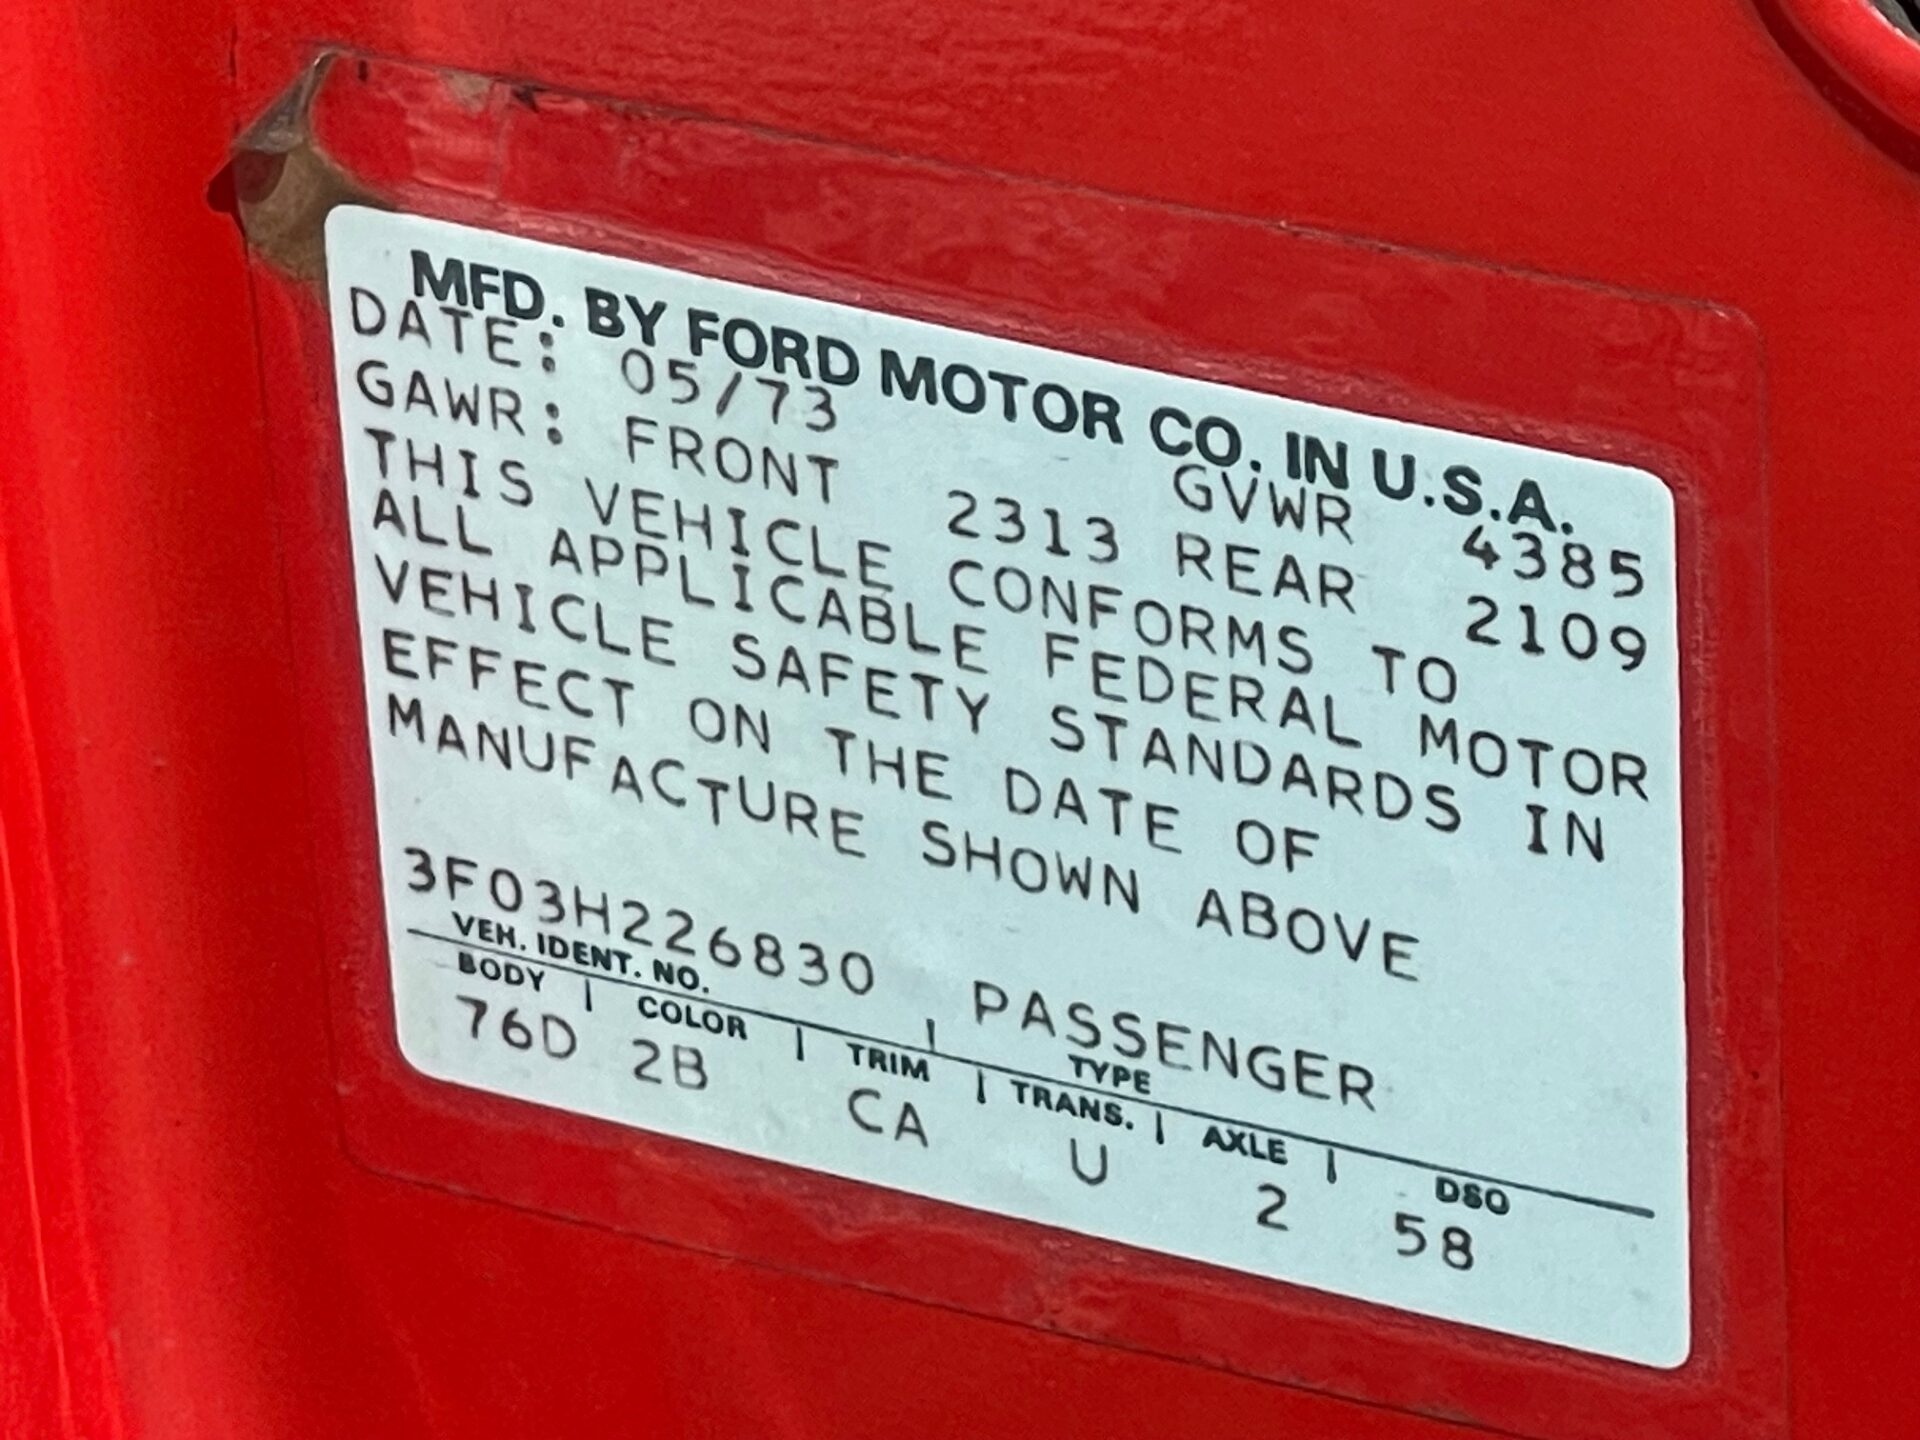 MFD. BY FORD MOTOR CO. IN U.S.A.
DATE: 05/73 GVWR 4385
GAWR: FRONT 2313 REAR 2109
THIS VEHICLE CONFORMS TO
ALL APPLICABLE FEDERAL MOTOR
VEHICLE SAFETY STANDARDS IN
EFFECT ON THE DATE OF
MANUFACTURE SHOWN ABOVE
3F03H226830 PASSENGER
VEH. IDENT. NO. TYPE
BODY COLOR TRIM TRANS. AXLE DSO
76D 2B CA U 2 58